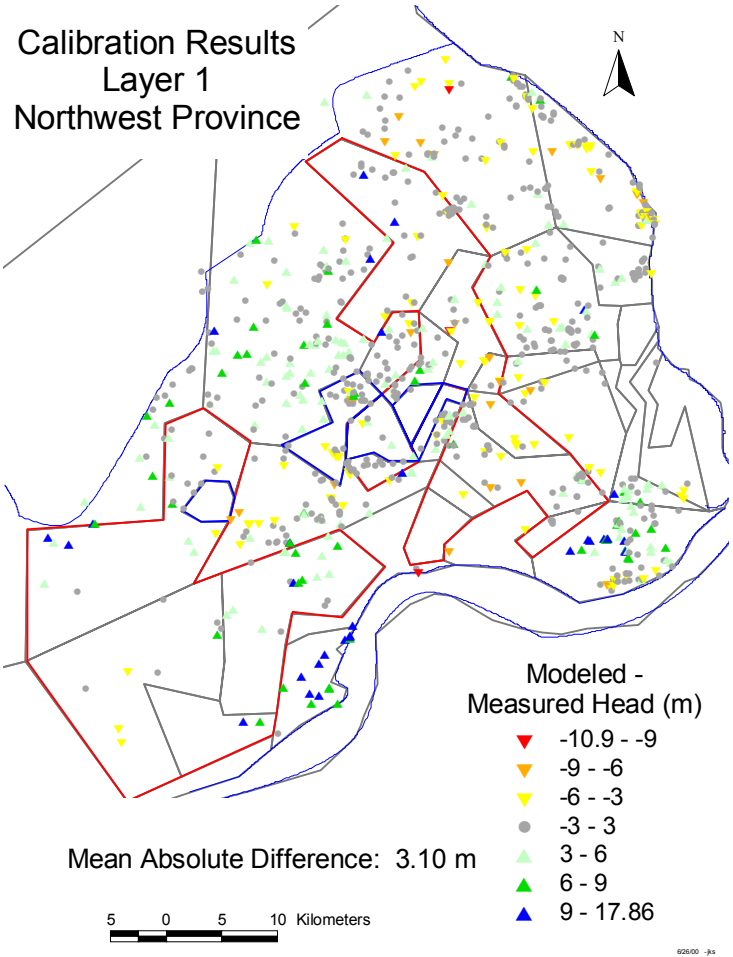 Calibration Results
Layer 1
Northwest Province
N
Modeled -
Measured Head (m)
-10.9 - -9
-9 - -6
-6 - -3
-3 - 3
3 - 6
6 - 9
9 - 17.86
Mean Absolute Difference: 3.10 m
5 0 5 10 Kilometers
6/26/00 -jks